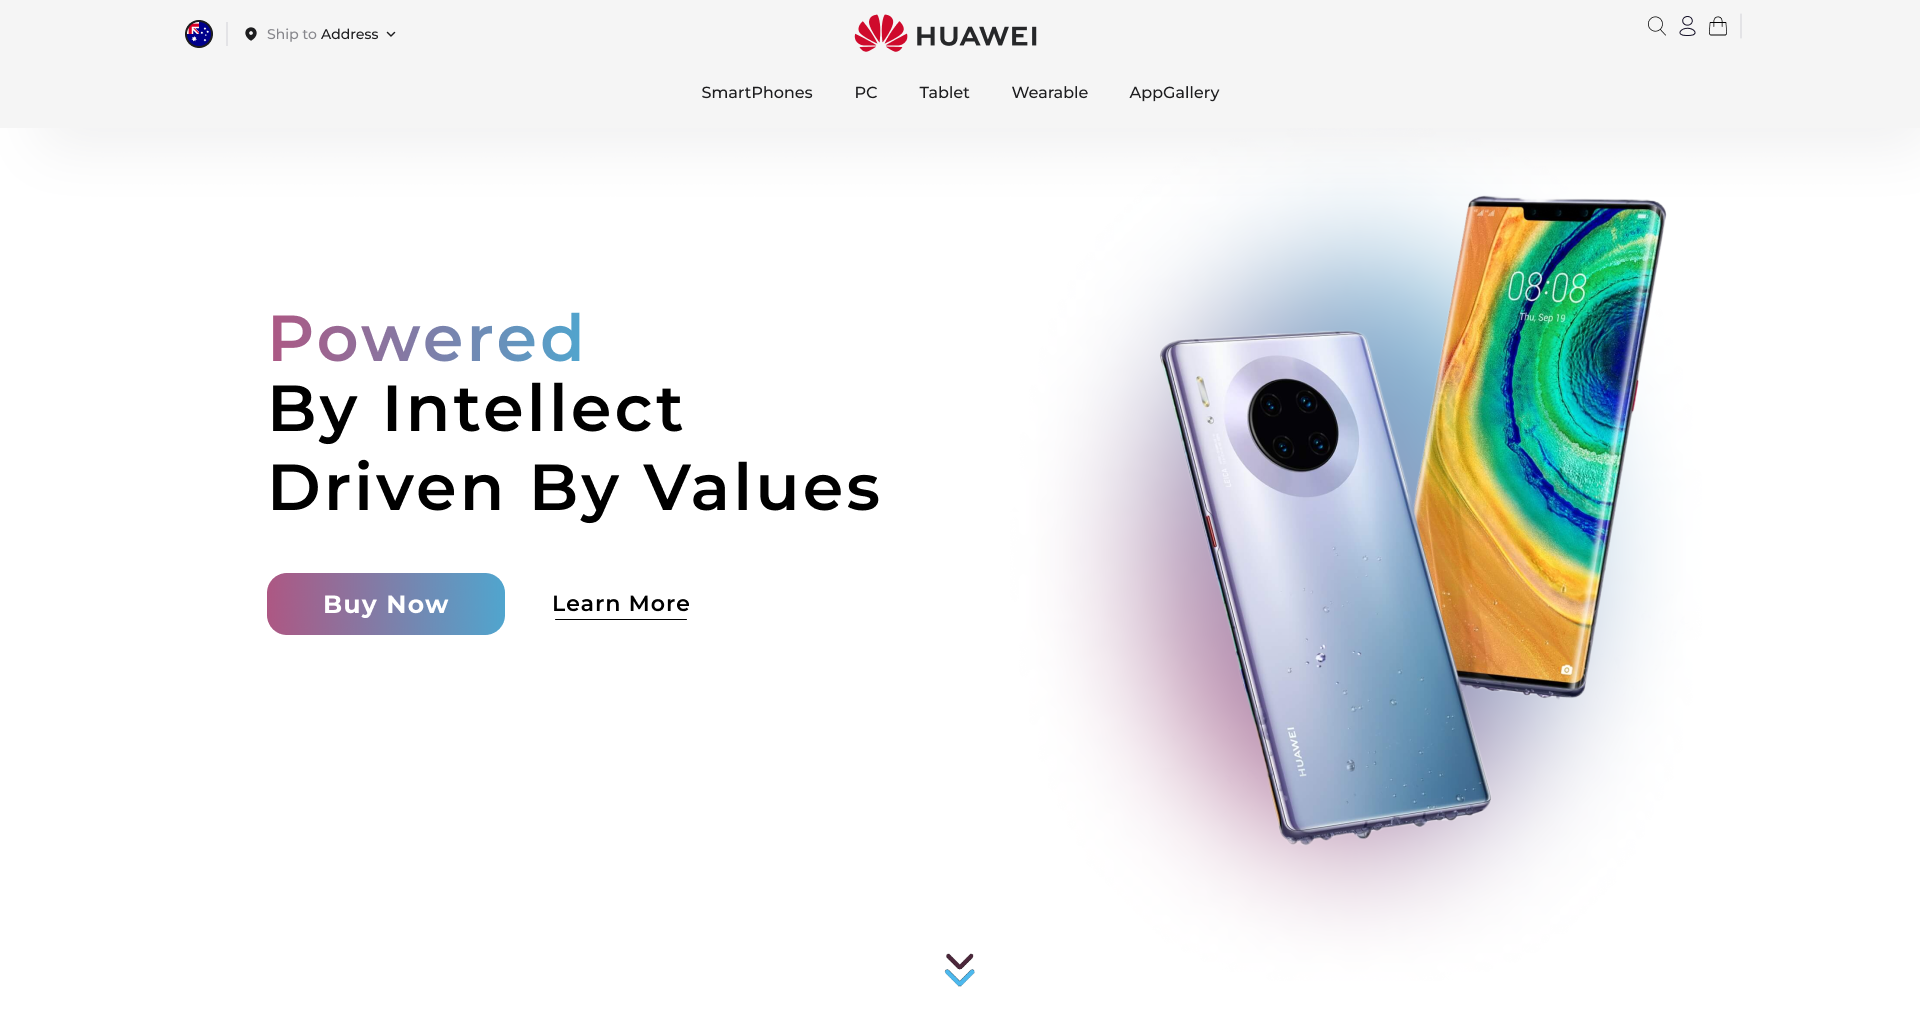 Ship to Address
HUAWEI
SmartPhones PC Tablet Wearable AppGallery
Powered
By Intellect
Driven By Values
Buy Now Learn More
08:08
Thu, Sep 19
HUAWEI